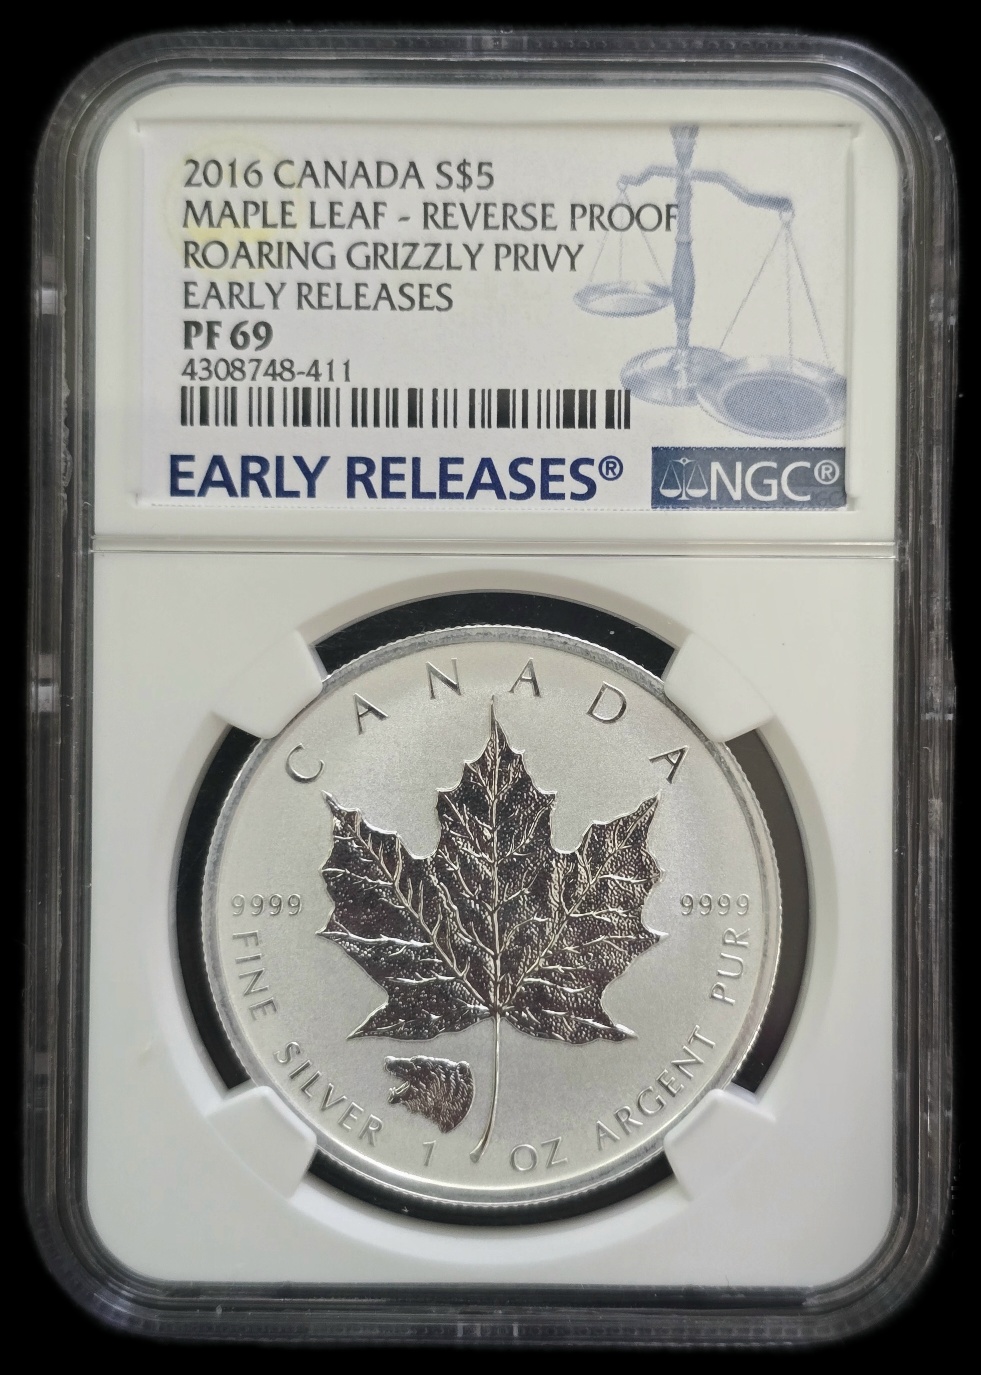 2016 CANADA S$5
MAPLE LEAF - REVERSE PROOF
ROARING GRIZZLY PRIVY
EARLY RELEASES
PF 69
4308748-411
EARLY RELEASES®
NGC®
CANADA
9999
9999
FINE SILVER 1 OZ ARGENT PUR